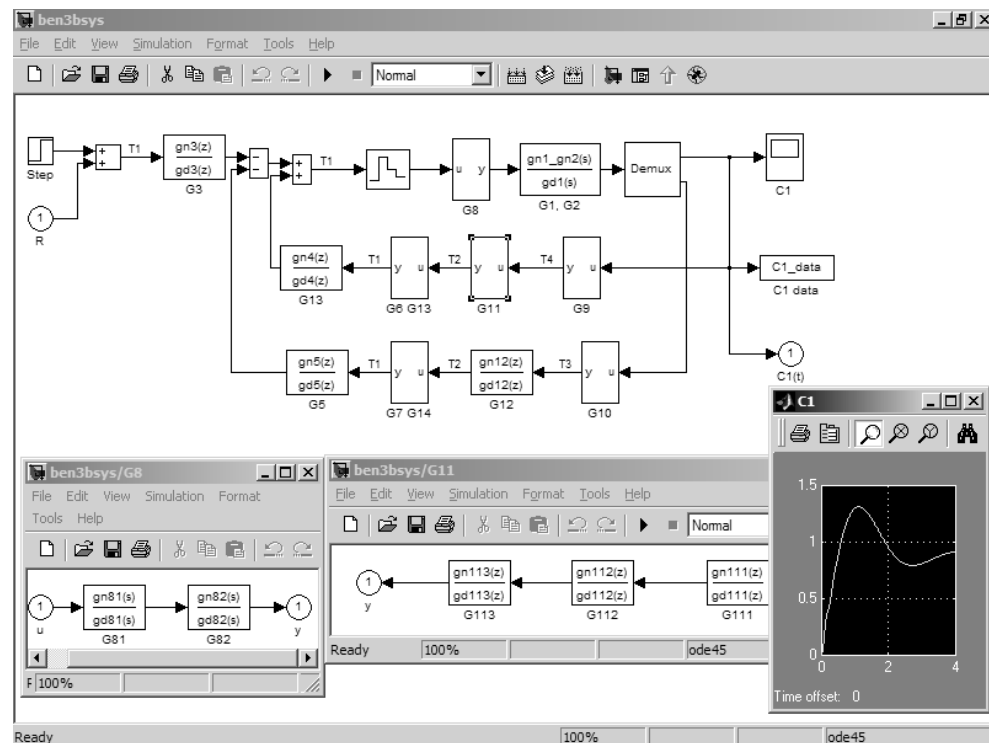 ben3bsys
File Edit View Simulation Format Tools Help
Normal
Step
R
1
T1
gn3(z)
gd3(z)
G3
T1
u y
G8
gn1_gn2(s)
gd1(s)
G1, G2
Demux
C1
gn4(z)
gd4(z)
G13
T1
y u
G6 G13
T2
y u
G11
T4
y u
G9
C1_data
C1 data
gn5(z)
gd5(z)
G5
T1
y u
G7 G14
T2
gn12(z)
gd12(z)
G12
T3
y u
G10
1
C1(t)
ben3bsys/G8
File Edit View Simulation Format
Tools Help
1
u
gn81(s)
gd81(s)
G81
gn82(s)
gd82(s)
G82
1
y
F 100%
ben3bsys/G11
File Edit View Simulation Format Tools Help
Normal
1
y
gn113(z)
gd113(z)
G113
gn112(z)
gd112(z)
G112
gn111(z)
gd111(z)
G111
Ready 100% ode45
C1
1.5
1
0.5
0
0 2 4
Time offset: 0
Ready 100% ode45